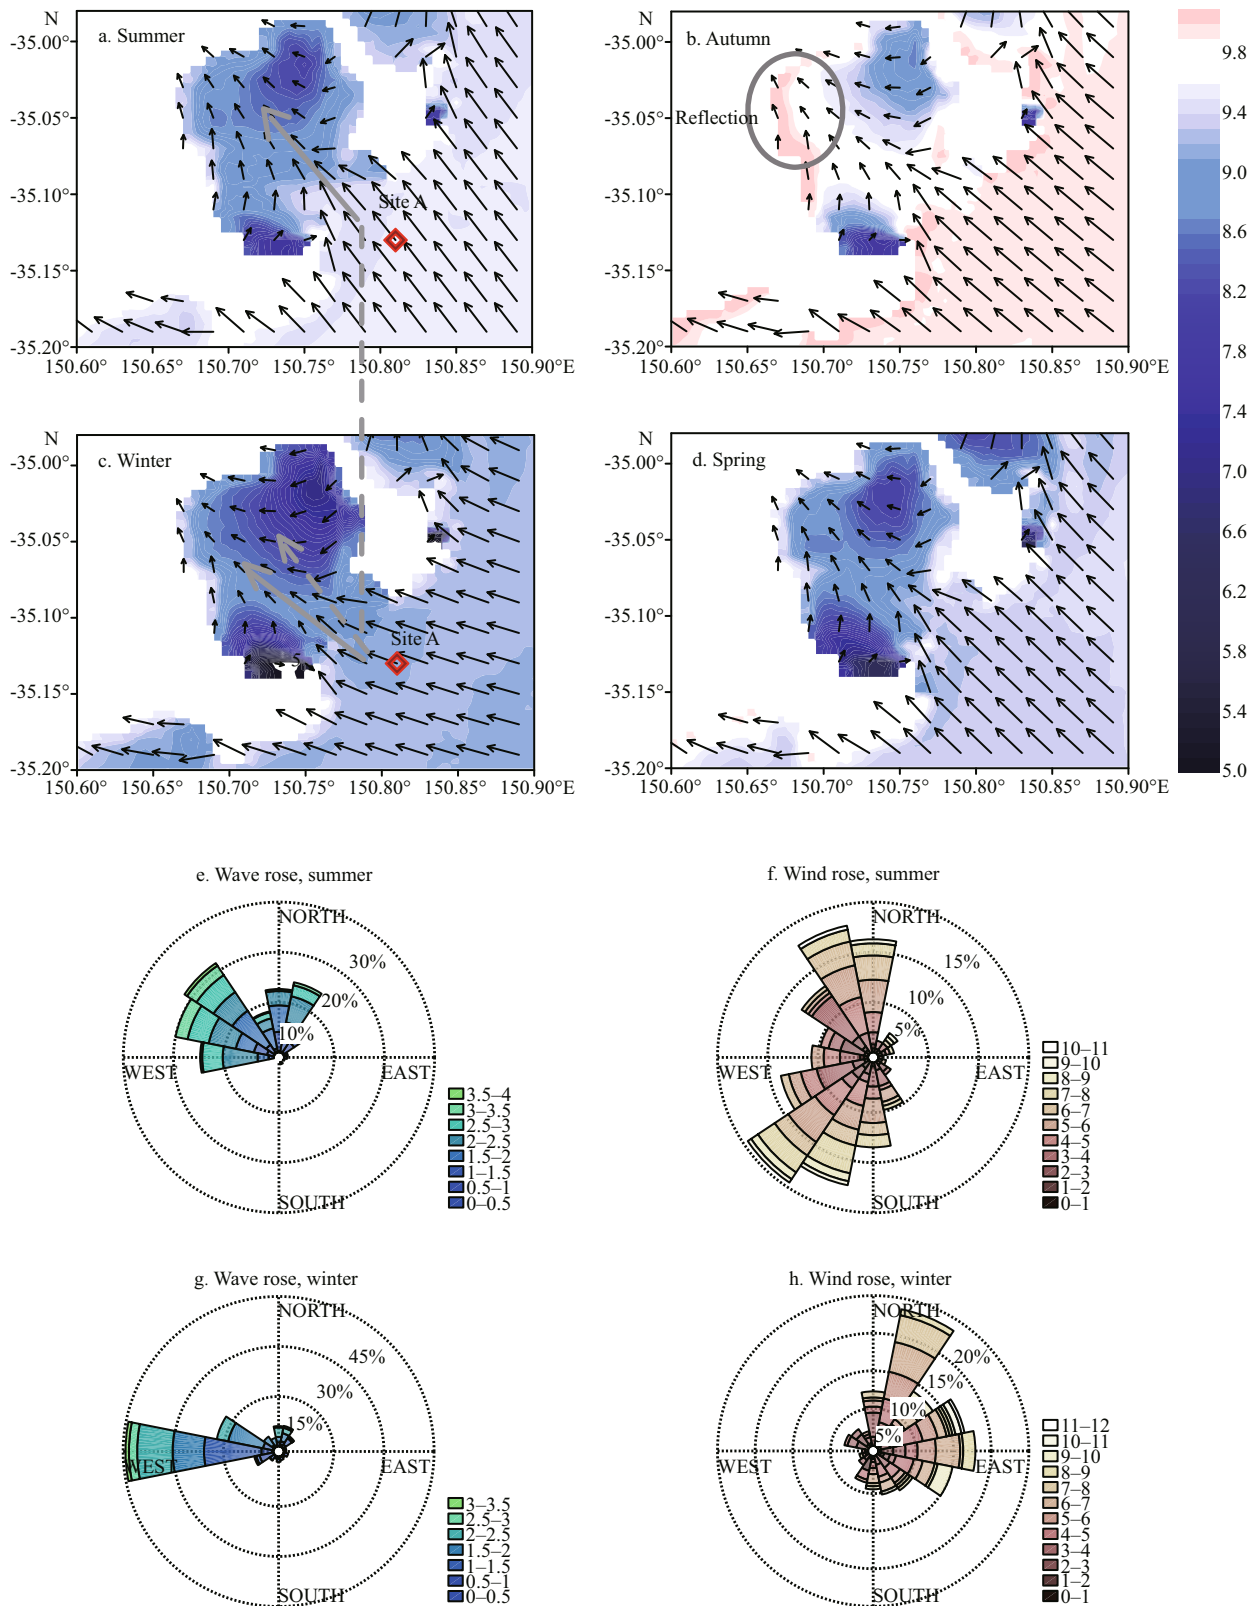 N
a. Summer
-35.00°
-35.05°
-35.10°
-35.15°
-35.20°
Site A
150.60° 150.65° 150.70° 150.75° 150.80° 150.85° 150.90°E
N
b. Autumn
-35.00°
-35.05°
-35.10°
-35.15°
-35.20°
Reflection
150.60° 150.65° 150.70° 150.75° 150.80° 150.85° 150.90°E
N
c. Winter
-35.00°
-35.05°
-35.10°
-35.15°
-35.20°
Site A
150.60° 150.65° 150.70° 150.75° 150.80° 150.85° 150.90°E
N
d. Spring
-35.00°
-35.05°
-35.10°
-35.15°
-35.20°
150.60° 150.65° 150.70° 150.75° 150.80° 150.85° 150.90°E
9.8
9.4
9.0
8.6
8.2
7.8
7.4
7.0
6.6
6.2
5.8
5.4
5.0
e. Wave rose, summer
NORTH
30%
20%
10%
WEST EAST
SOUTH
3.5–4
3–3.5
2.5–3
2–2.5
1.5–2
1–1.5
0.5–1
0–0.5
f. Wind rose, summer
NORTH
15%
10%
5%
WEST EAST
SOUTH
10–11
9–10
8–9
7–8
6–7
5–6
4–5
3–4
2–3
1–2
0–1
g. Wave rose, winter
NORTH
45%
30%
15%
WEST EAST
SOUTH
3–3.5
2.5–3
2–2.5
1.5–2
1–1.5
0.5–1
0–0.5
h. Wind rose, winter
NORTH
20%
15%
10%
5%
WEST EAST
SOUTH
11–12
10–11
9–10
8–9
7–8
6–7
5–6
4–5
3–4
2–3
1–2
0–1